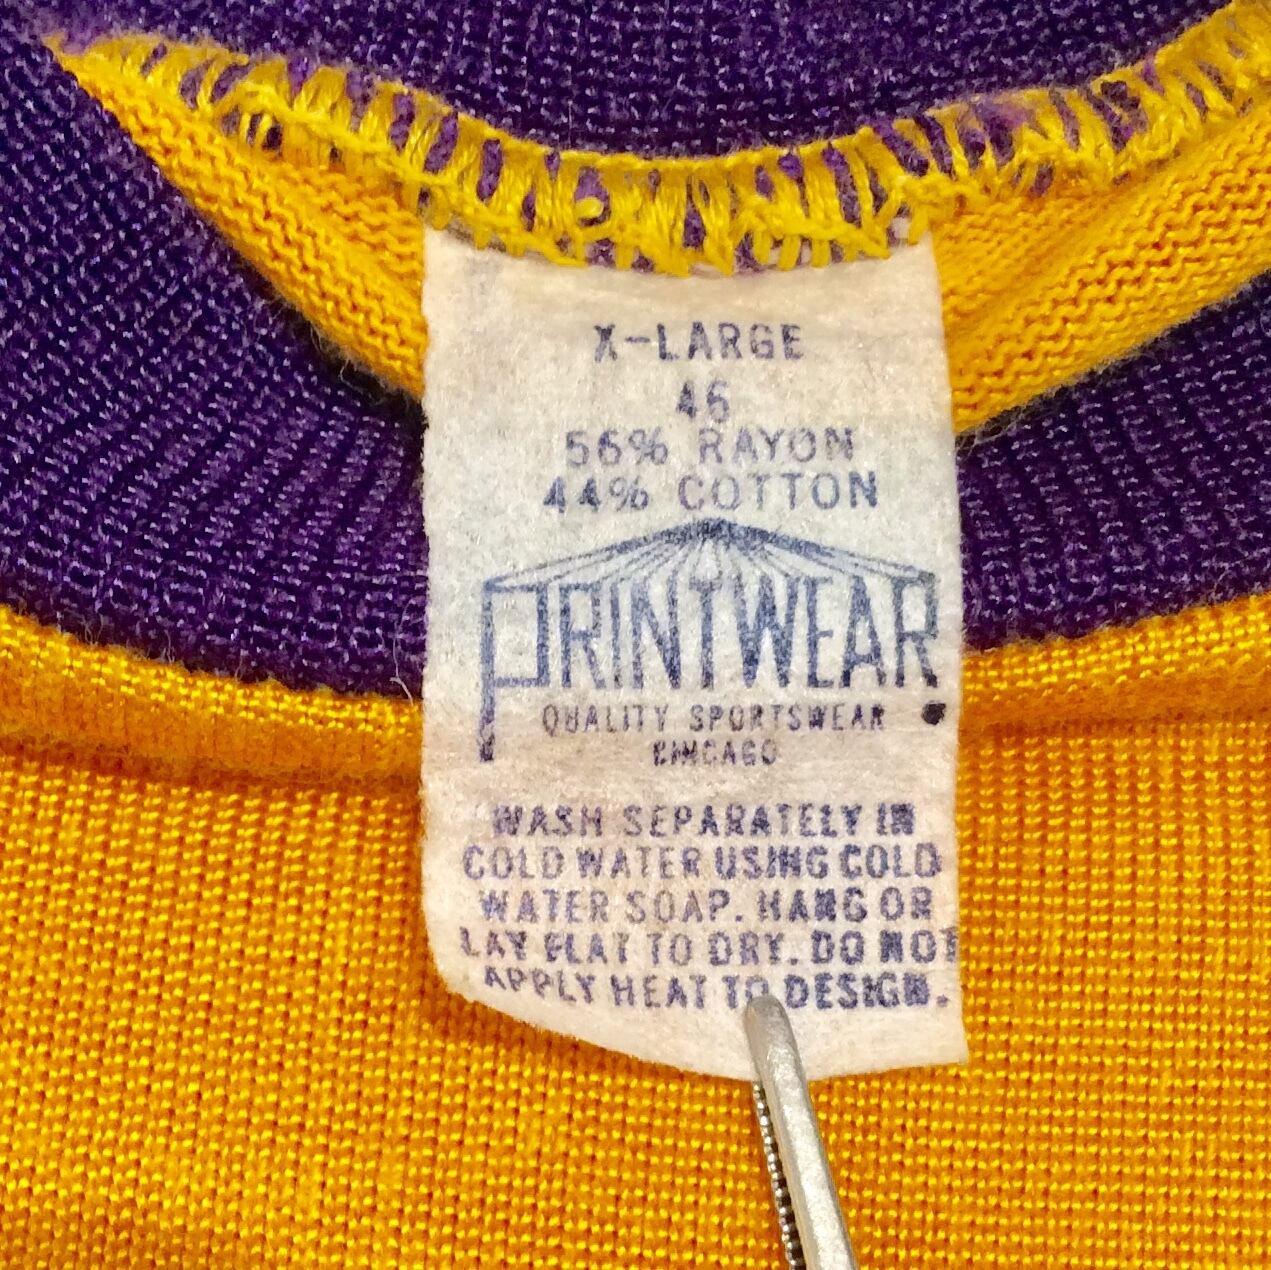 X-LARGE
46
56% RAYON
44% COTTON
PRINTWEAR
QUALITY SPORTSWEAR
CHICAGO
WASH SEPARATELY IN
COLD WATER USING COLD
WATER SOAP. HANG OR
LAY FLAT TO DRY. DO NOT
APPLY HEAT TO DESIGN.